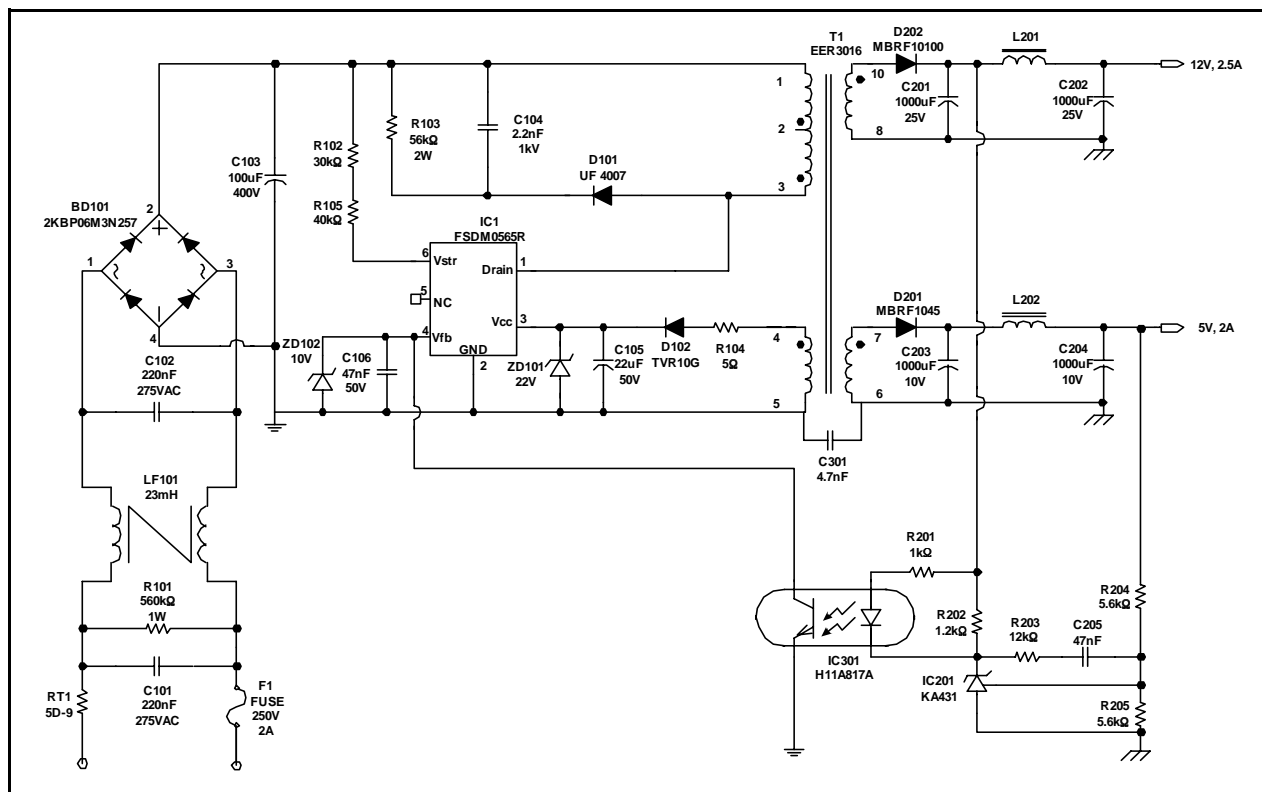 T1
EER3016
D202
MBRF10100
L201
1
10
12V, 2.5A
C201
1000uF
25V
C202
1000uF
25V
2
8
R103
56kΩ
2W
C104
2.2nF
1kV
R102
30kΩ
C103
100uF
400V
D101
UF 4007
3
R105
40kΩ
BD101
2KBP06M3N257
2
1
3
4
IC1
FSDM0565R
6
Vstr
Drain
1
5
NC
Vcc
3
4
Vfb
GND
2
D201
MBRF1045
L202
5V, 2A
4
7
D102
TVR10G
R104
5Ω
ZD102
10V
C106
47nF
50V
ZD101
22V
C105
22uF
50V
C203
1000uF
10V
C204
1000uF
10V
5
6
C102
220nF
275VAC
C301
4.7nF
LF101
23mH
R201
1kΩ
R101
560kΩ
1W
R204
5.6kΩ
R202
1.2kΩ
R203
12kΩ
C205
47nF
IC301
H11A817A
IC201
KA431
RT1
5D-9
C101
220nF
275VAC
F1
FUSE
250V
2A
R205
5.6kΩ